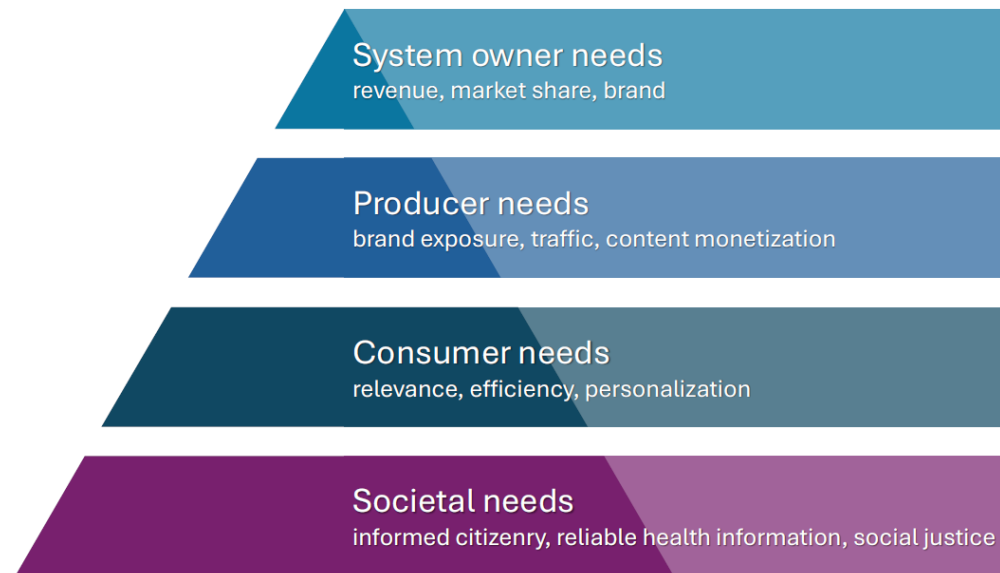 System owner needs
revenue, market share, brand
Producer needs
brand exposure, traffic, content monetization
Consumer needs
relevance, efficiency, personalization
Societal needs
informed citizenry, reliable health information, social justice